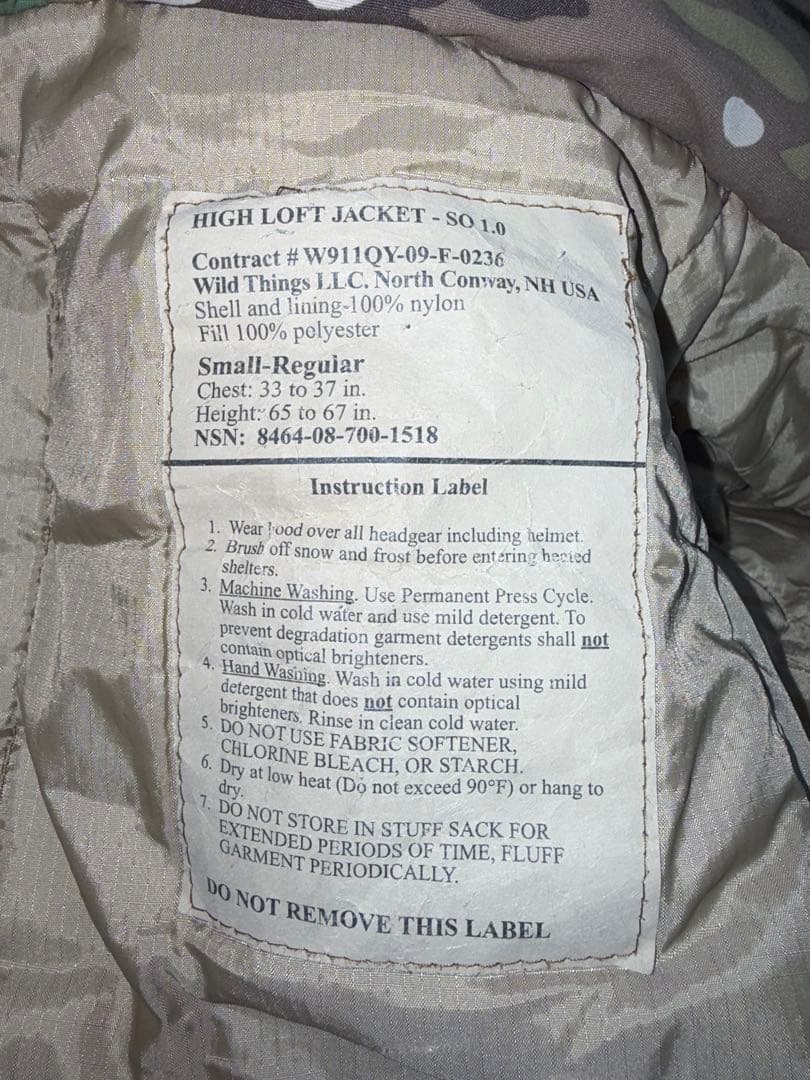 HIGH LOFT JACKET - SO 1.0
Contract # W911QY-09-F-0236
Wild Things LLC. North Conway, NH USA
Shell and lining-100% nylon
Fill 100% polyester
Small-Regular
Chest: 33 to 37 in.
Height: 65 to 67 in.
NSN: 8464-08-700-1518
Instruction Label
1. Wear hood over all headgear including helmet.
2. Brush off snow and frost before entering heated
shelters.
3. Machine Washing. Use Permanent Press Cycle.
Wash in cold water and use mild detergent. To
prevent degradation garment detergents shall not
contain optical brighteners.
4. Hand Washing. Wash in cold water using mild
detergent that does not contain optical
brighteners. Rinse in clean cold water.
5. DO NOT USE FABRIC SOFTENER,
CHLORINE BLEACH, OR STARCH.
6. Dry at low heat (Do not exceed 90°F) or hang to
dry.
7. DO NOT STORE IN STUFF SACK FOR
EXTENDED PERIODS OF TIME, FLUFF
GARMENT PERIODICALLY.
DO NOT REMOVE THIS LABEL